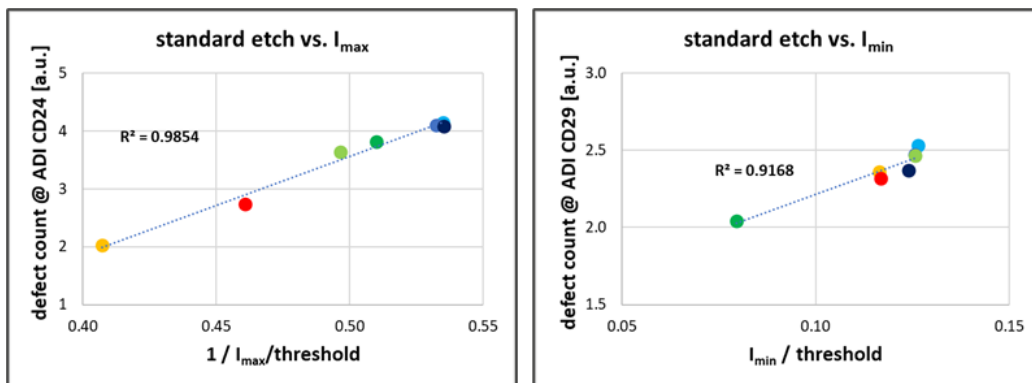 standard etch vs. Imax
defect count @ ADI CD24 [a.u.]
5
4
3
2
1
R² = 0.9854
0.40
0.45
0.50
0.55
1 / Imax/threshold
standard etch vs. Imin
defect count @ ADI CD29 [a.u.]
3.0
2.5
2.0
1.5
R² = 0.9168
0.05
0.10
0.15
Imin / threshold